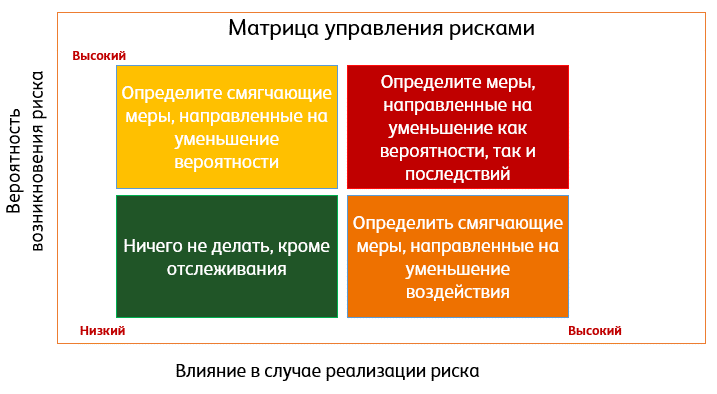 Матрица управления рисками
Высокий
Вероятность
возникновения риска
Определите смягчающие
меры, направленные на
уменьшение
вероятности
Определите меры,
направленные на
уменьшение как
вероятности, так и
последствий
Ничего не делать, кроме
отслеживания
Определить смягчающие
меры, направленные на
уменьшение
воздействия
Низкий
Высокий
Влияние в случае реализации риска